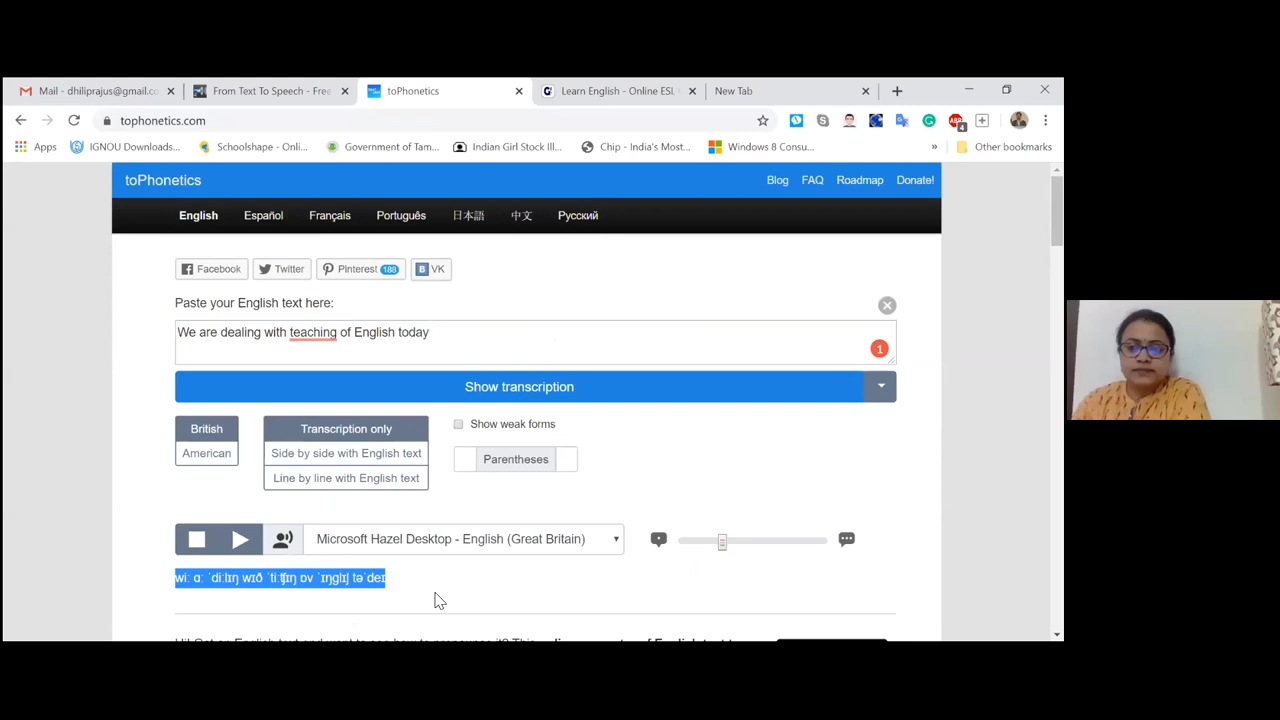 Mail - dhiliprajus@gmail.co
From Text To Speech - Free
toPhonetics
Learn English - Online ESL
New Tab
tophonetics.com
4
Apps
IGNOU Downloads...
Schoolshape - Onli...
Government of Tam...
Indian Girl Stock Ill...
Chip - India's Most...
Windows 8 Consu...
»
Other bookmarks
toPhonetics
Blog
FAQ
Roadmap
Donate!
English
Español
Français
Português
日本語
中文
Русский
Facebook
Twitter
Pinterest 188
VK
Paste your English text here:
We are dealing with teaching of English today
1
Show transcription
British
American
Transcription only
Side by side with English text
Line by line with English text
Show weak forms
Parentheses
Microsoft Hazel Desktop - English (Great Britain)
wiː ɑː ˈdiːlɪŋ wɪð ˈtiːʧɪŋ ɒv ˈɪŋglɪʃ təˈdeɪ